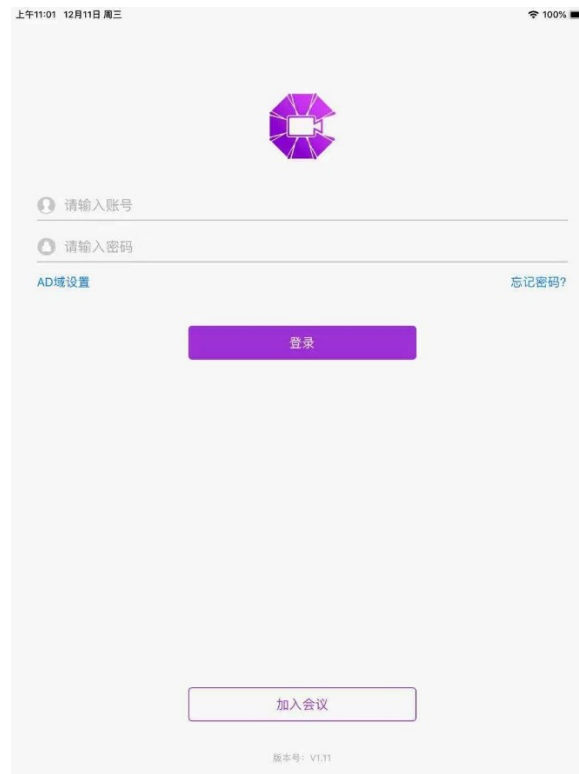 上午11:01 12月11日 周三 100%
请输入账号
请输入密码
AD域设置 忘记密码?
登录
加入会议
版本号: V1.11